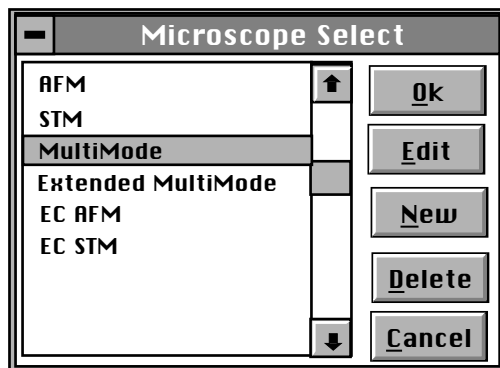 Microscope Select
AFM
STM
MultiMode
Extended MultiMode
EC AFM
EC STM
Ok
Edit
New
Delete
Cancel